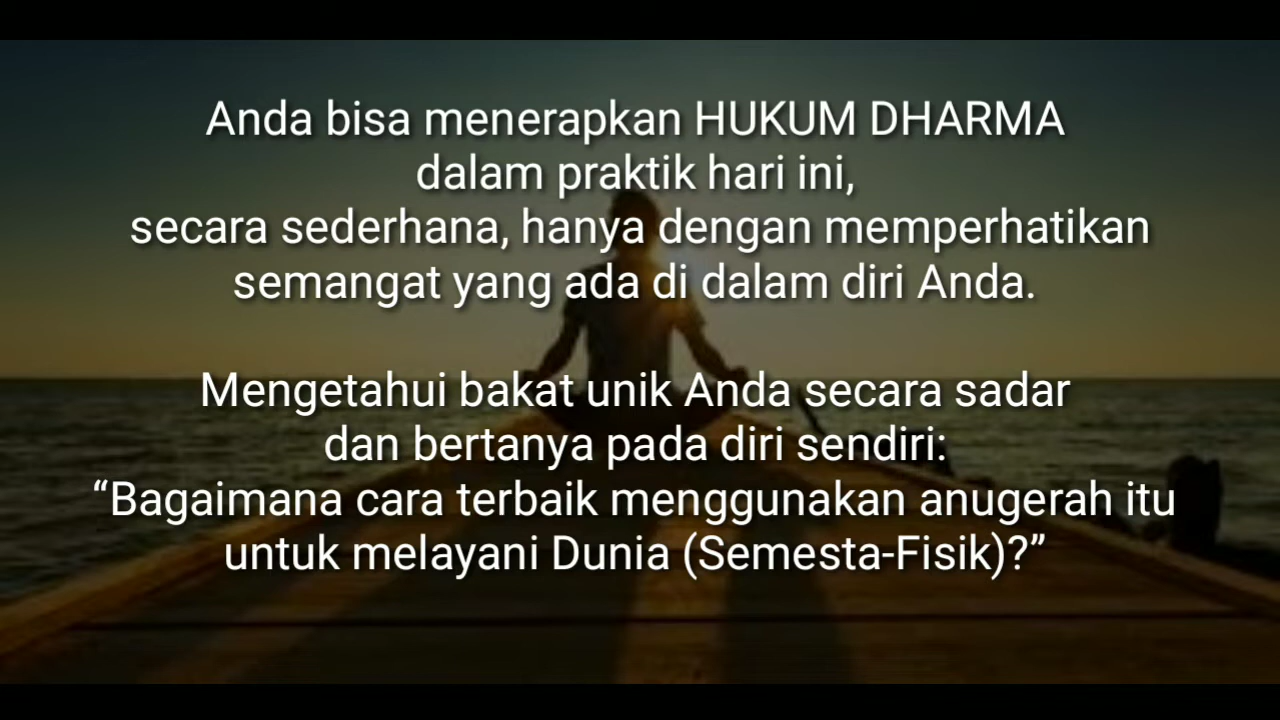 Anda bisa menerapkan HUKUM DHARMA
dalam praktik hari ini,
secara sederhana, hanya dengan memperhatikan
semangat yang ada di dalam diri Anda.
Mengetahui bakat unik Anda secara sadar
dan bertanya pada diri sendiri:
“Bagaimana cara terbaik menggunakan anugerah itu
untuk melayani Dunia (Semesta-Fisik)?”